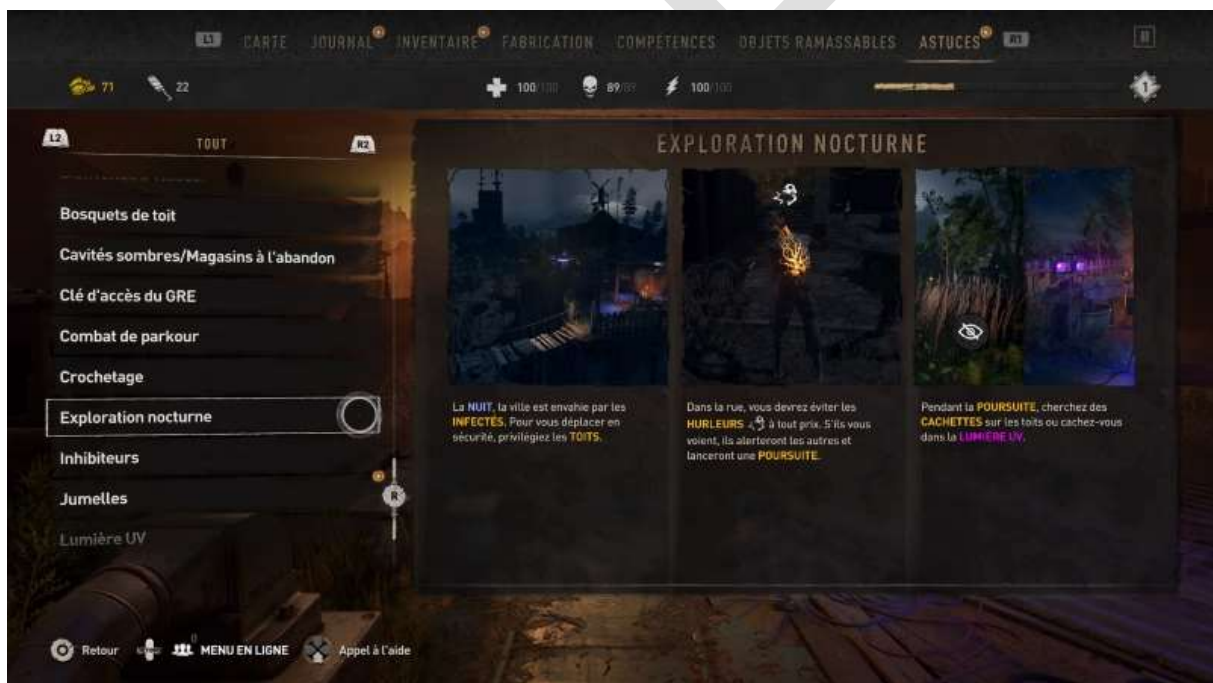 L1 CARTE JOURNAL INVENTAIRE FABRICATION COMPÉTENCES OBJETS RAMASSABLES ASTUCES R1
71 22 100/100 89/89 100/100 1
L2 TOUT R2
Bosquets de toit
Cavités sombres/Magasins à l'abandon
Clé d'accès du GRE
Combat de parkour
Crochetage
Exploration nocturne
Inhibiteurs
Jumelles
R
Lumière UV
EXPLORATION NOCTURNE
La NUIT, la ville est envahie par les
INFECTÉS. Pour vous déplacer en
sécurité, privilégiez les TOITS.
Dans la rue, vous devrez éviter les
HURLEURS à tout prix. S'ils vous
voient, ils alerteront les autres et
lanceront une POURSUITE.
Pendant la POURSUITE, cherchez des
CACHETTES sur les toits ou cachez-vous
dans la LUMIÈRE UV.
Retour MENU EN LIGNE Appel à l'aide